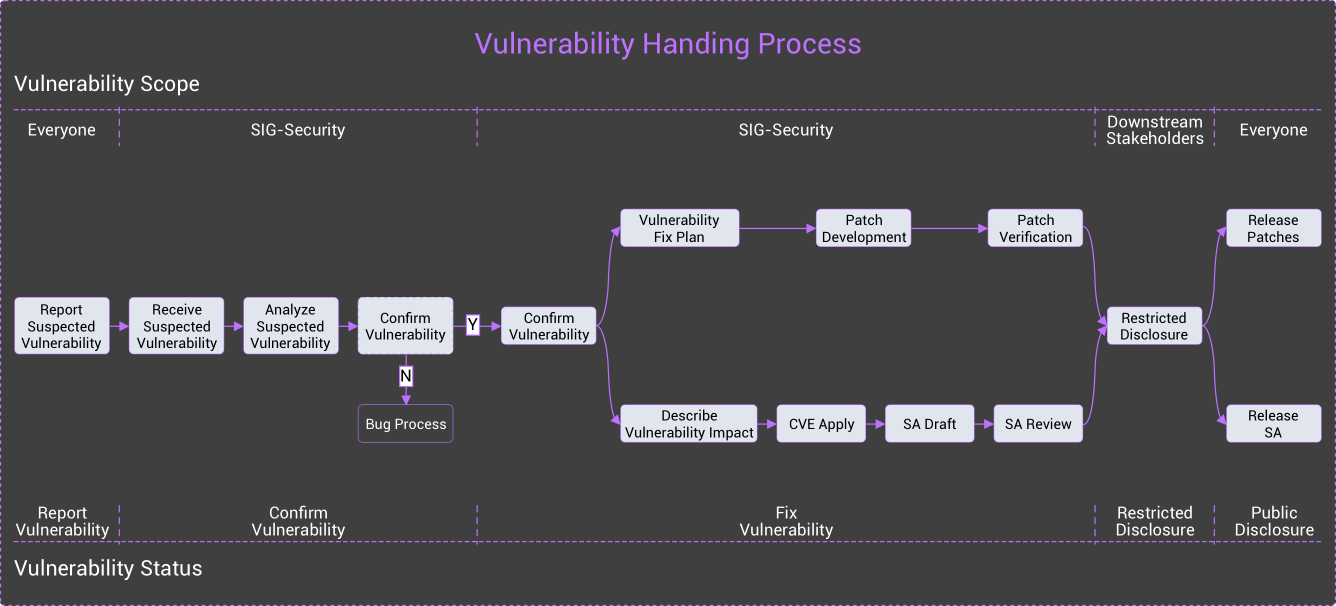 Vulnerability Handing Process
Vulnerability Scope
Everyone
SIG-Security
SIG-Security
Downstream
Stakeholders
Everyone
Vulnerability
Fix Plan
Patch
Development
Patch
Verification
Release
Patches
Report
Suspected
Vulnerability
Receive
Suspected
Vulnerability
Analyze
Suspected
Vulnerability
Confirm
Vulnerability
Y
Confirm
Vulnerability
Restricted
Disclosure
N
Bug Process
Describe
Vulnerability Impact
CVE Apply
SA Draft
SA Review
Release
SA
Report
Vulnerability
Confirm
Vulnerability
Fix
Vulnerability
Restricted
Disclosure
Public
Disclosure
Vulnerability Status